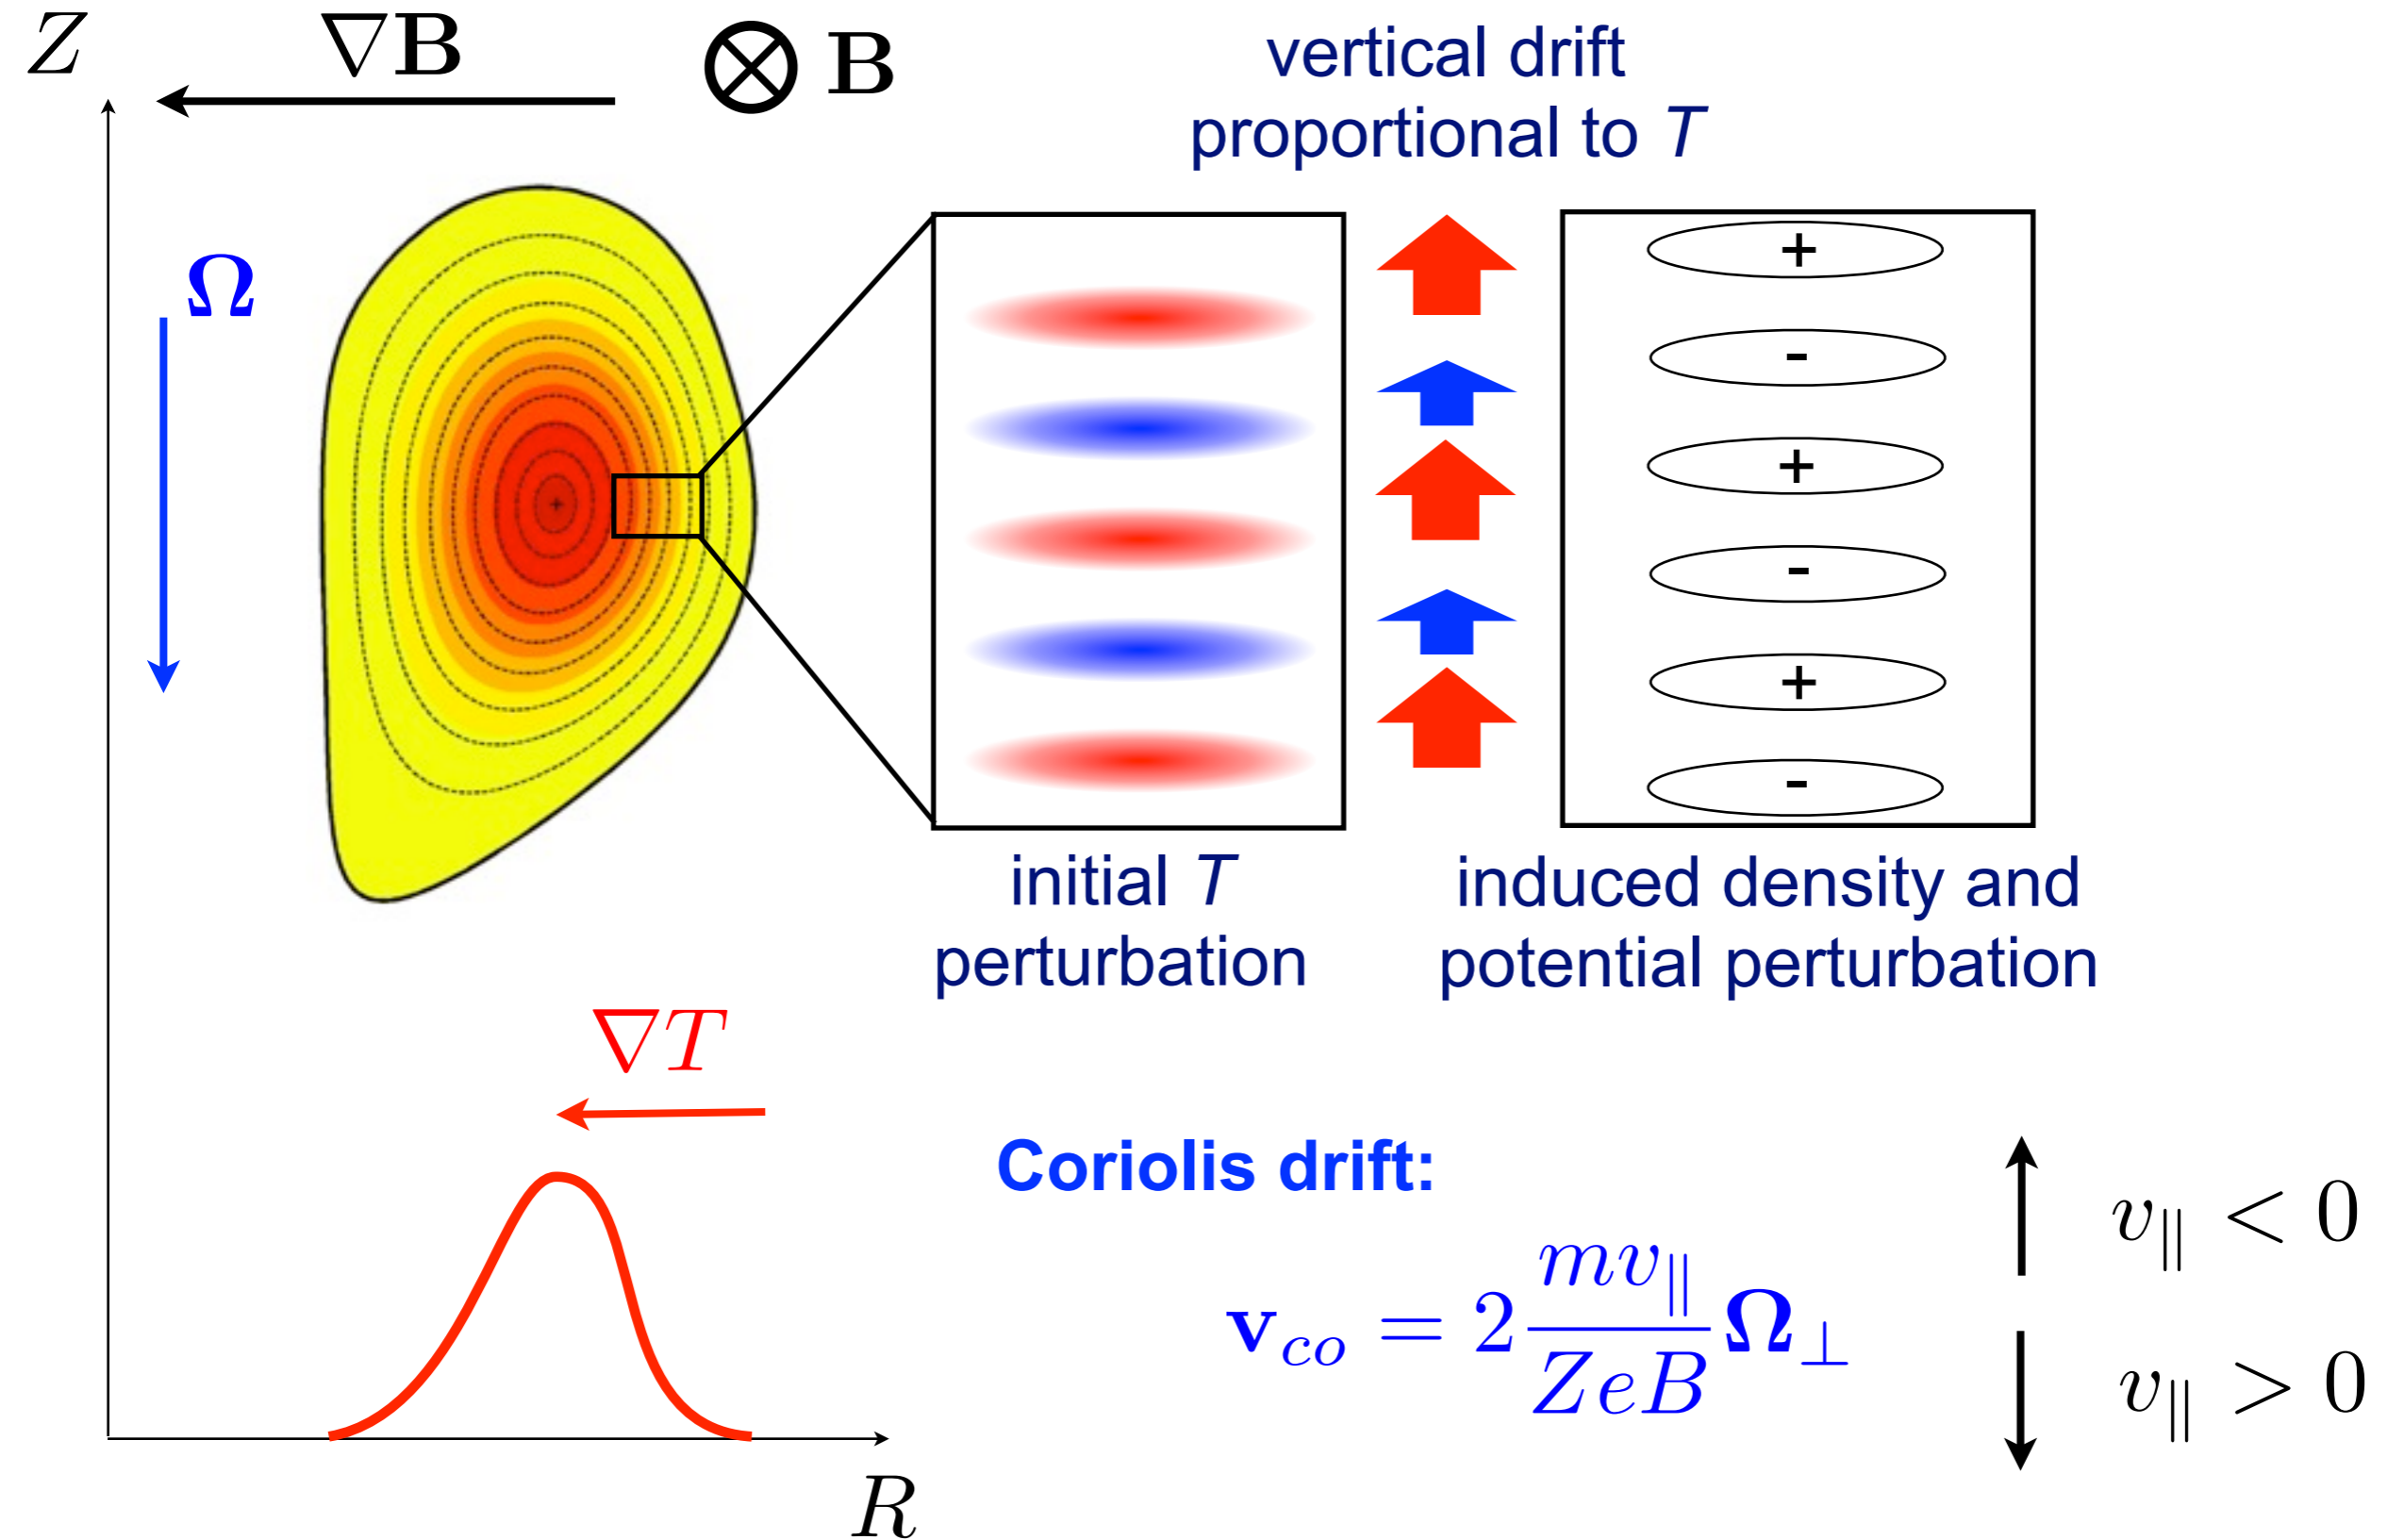 Z
∇B
⊗ B
vertical drift
proportional to T
Ω
+
-
+
-
+
-
initial T
perturbation
induced density and
potential perturbation
∇T
Coriolis drift:
v_co = 2 mv_∥ / ZeB Ω_⊥
v_∥ < 0
v_∥ > 0
R